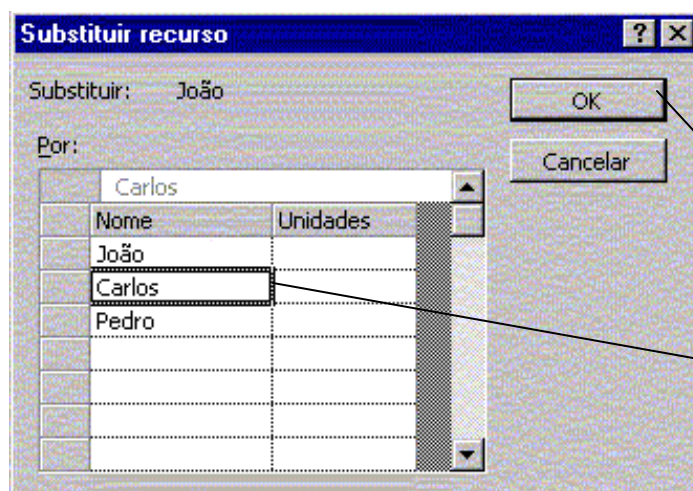 Substituir recurso
Substituir: João
OK
Por:
Cancelar
Carlos
Nome Unidades
João
Carlos
Pedro